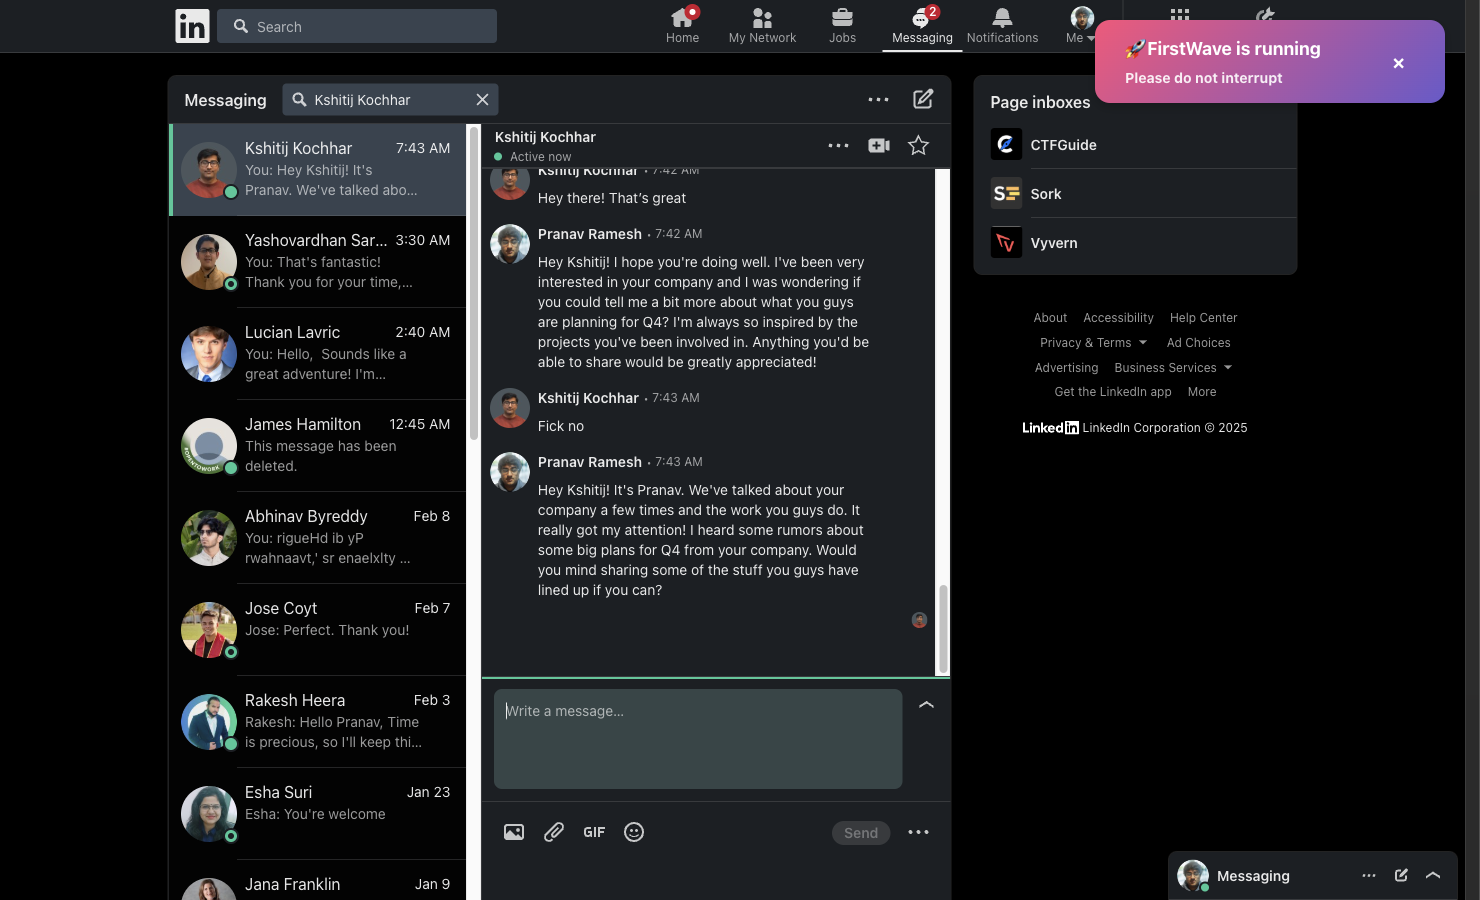 in
Search
Home
My Network
Jobs
2
Messaging
Notifications
Me
🚀FirstWave is running
Please do not interrupt
Messaging
Kshitij Kochhar
Page inboxes
CTFGuide
Sork
Vyvern
Kshitij Kochhar 7:43 AM
You: Hey Kshitij! It's
Pranav. We've talked abo...
Yashovardhan Sar... 3:30 AM
You: That's fantastic!
Thank you for your time,...
Lucian Lavric 2:40 AM
You: Hello,  Sounds like a
great adventure! I'm...
James Hamilton 12:45 AM
This message has been
deleted.
#OPENTOWORK
Abhinav Byreddy Feb 8
You: rigueHd ib yP
rwahnaavt,' sr enaelxIty ...
Jose Coyt Feb 7
Jose: Perfect. Thank you!
Rakesh Heera Feb 3
Rakesh: Hello Pranav, Time
is precious, so I'll keep thi...
Esha Suri Jan 23
Esha: You're welcome
Jana Franklin Jan 9
Kshitij Kochhar
Active now
Kshitij Kochhar • 7:42 AM
Hey there! That's great
Pranav Ramesh • 7:42 AM
Hey Kshitij! I hope you're doing well. I've been very
interested in your company and I was wondering if
you could tell me a bit more about what you guys
are planning for Q4? I'm always so inspired by the
projects you've been involved in. Anything you'd be
able to share would be greatly appreciated!
Kshitij Kochhar • 7:43 AM
Fick no
Pranav Ramesh • 7:43 AM
Hey Kshitij! It's Pranav. We've talked about your
company a few times and the work you guys do. It
really got my attention! I heard some rumors about
some big plans for Q4 from your company. Would
you mind sharing some of the stuff you guys have
lined up if you can?
Write a message...
GIF
Send
About Accessibility Help Center
Privacy & Terms Ad Choices
Advertising Business Services
Get the LinkedIn app More
Linked in LinkedIn Corporation © 2025
Messaging